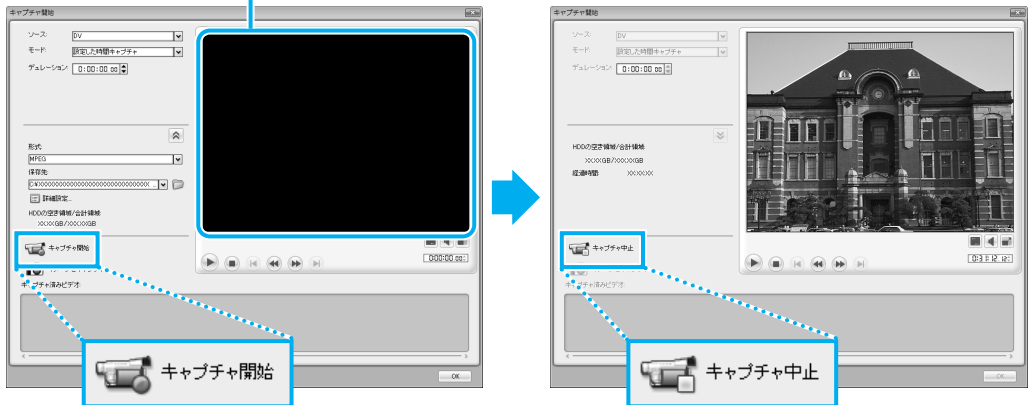 キャプチャ開始
ソース: DV
モード: 設定した時間キャプチャ
デュレーション: 0:00:00 00
形式:
MPEG
保存先:
詳細設定...
HDDの空き領域/合計領域
XXXXGB/XXXXXGB
キャプチャ開始
0:00:00 00
キャプチャ済みビデオ:
キャプチャ開始
OK
キャプチャ開始
ソース: DV
モード: 設定した時間キャプチャ
デュレーション: 0:00:00 00
HDDの空き領域/合計領域
XXXXGB/XXXXXGB
経過時間 XXXXXX
キャプチャ中止
キャプチャ済みビデオ:
キャプチャ中止
OK